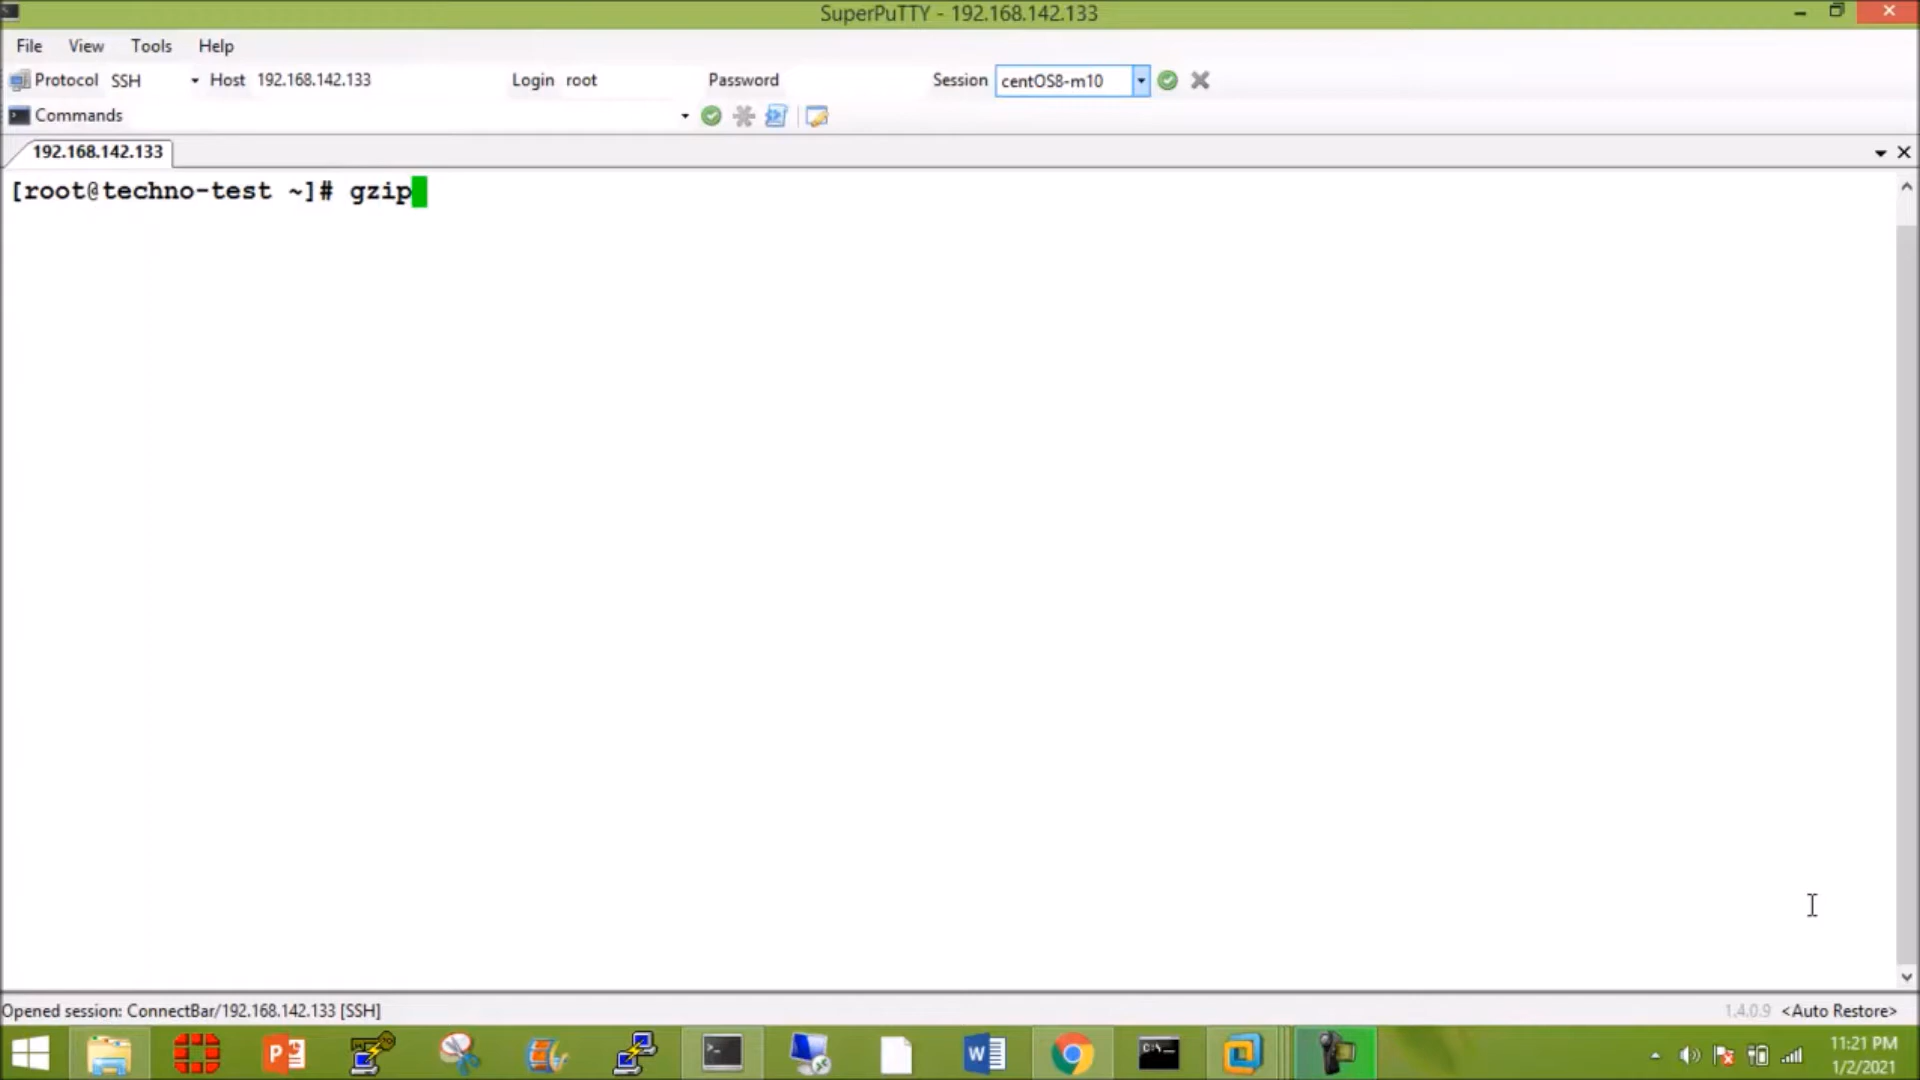 SuperPuTTY - 192.168.142.133
File View Tools Help
Protocol SSH Host 192.168.142.133 Login root Password Session centOS8-m10
Commands
192.168.142.133
[root@techno-test ~]# gzip
Opened session: ConnectBar/192.168.142.133 [SSH] 1.4.0.9 <Auto Restore>
11:21 PM
1/2/2021